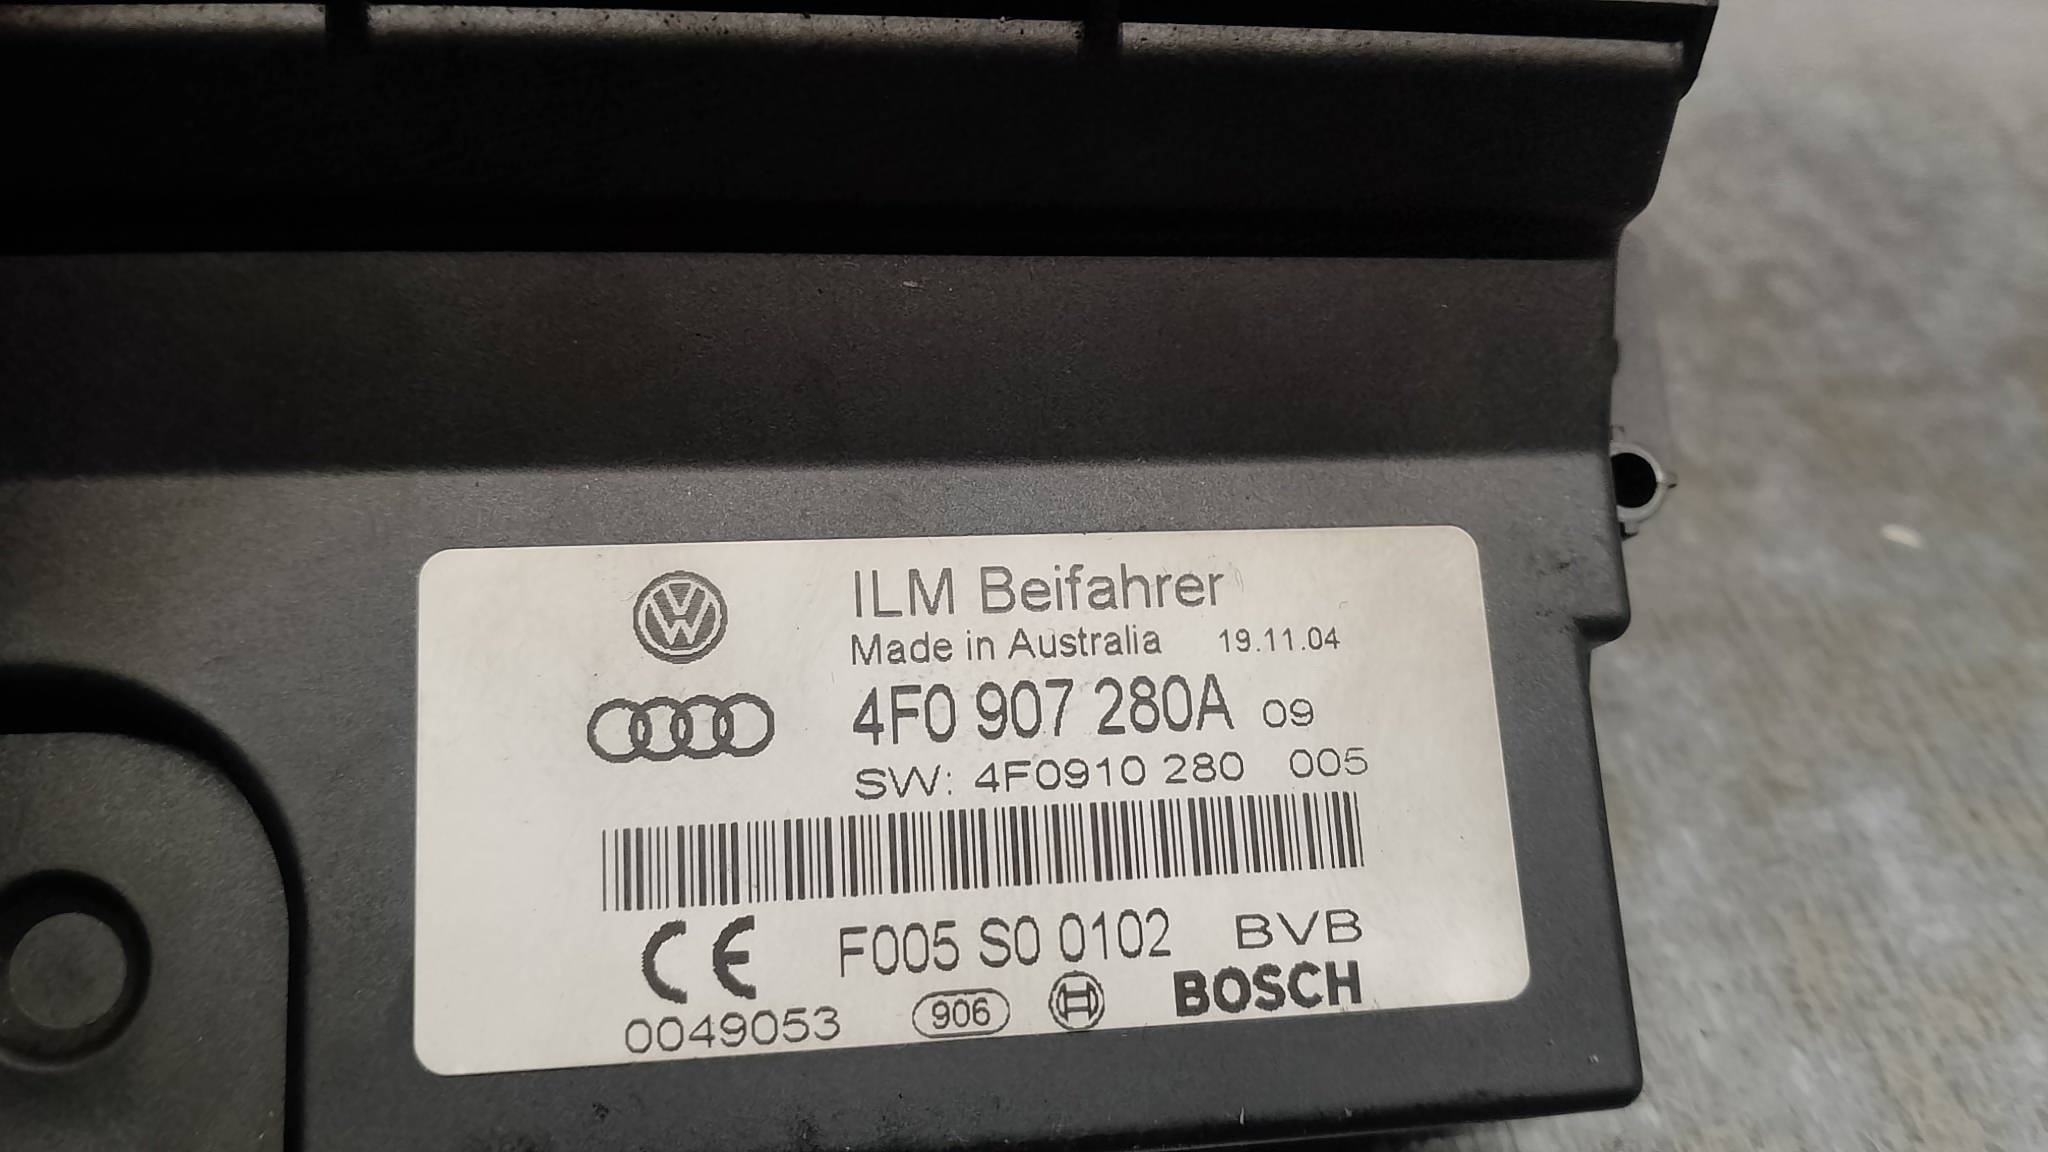 ILM Beifahrer
Made in Australia 19.11.04
4F0 907 280A 09
SW: 4F0910 280 005
CE F005 S0 0102 BVB
0049053 906 BOSCH